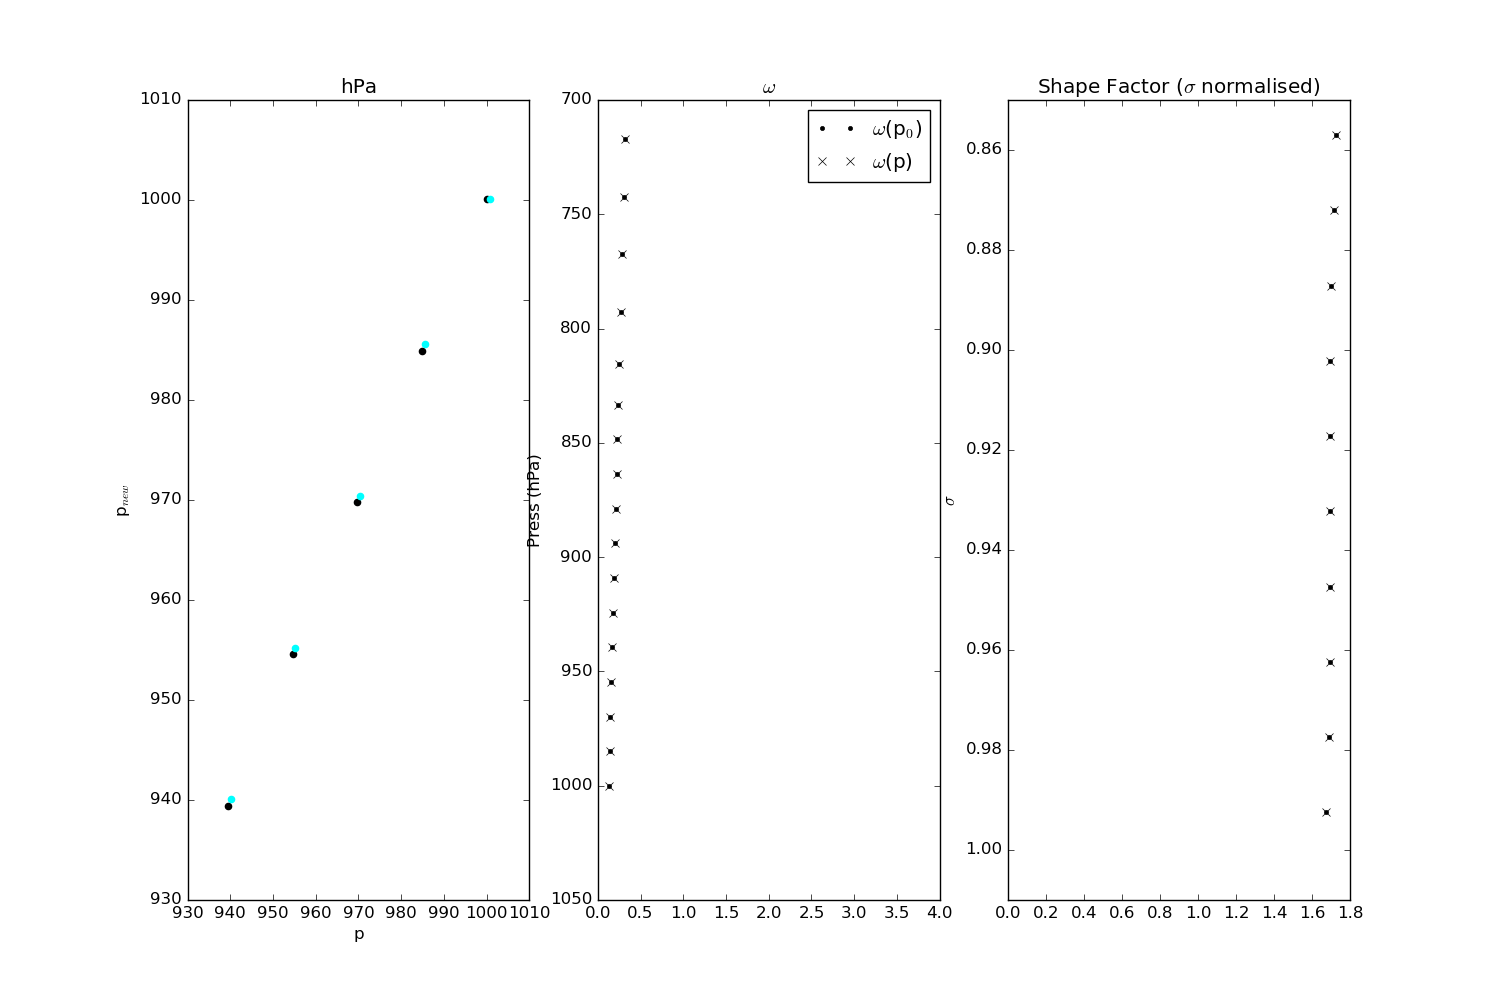 hPa
1010
1000
990
980
970
960
950
940
930
930 940 950 960 970 980 990 1000 1010
p
p_new
ω
ω(p₀)
ω(p)
700
750
800
850
900
950
1000
1050
0.0 0.5 1.0 1.5 2.0 2.5 3.0 3.5 4.0
Press (hPa)
Shape Factor (σ normalised)
0.86
0.88
0.90
0.92
0.94
0.96
0.98
1.00
0.0 0.2 0.4 0.6 0.8 1.0 1.2 1.4 1.6 1.8
σ